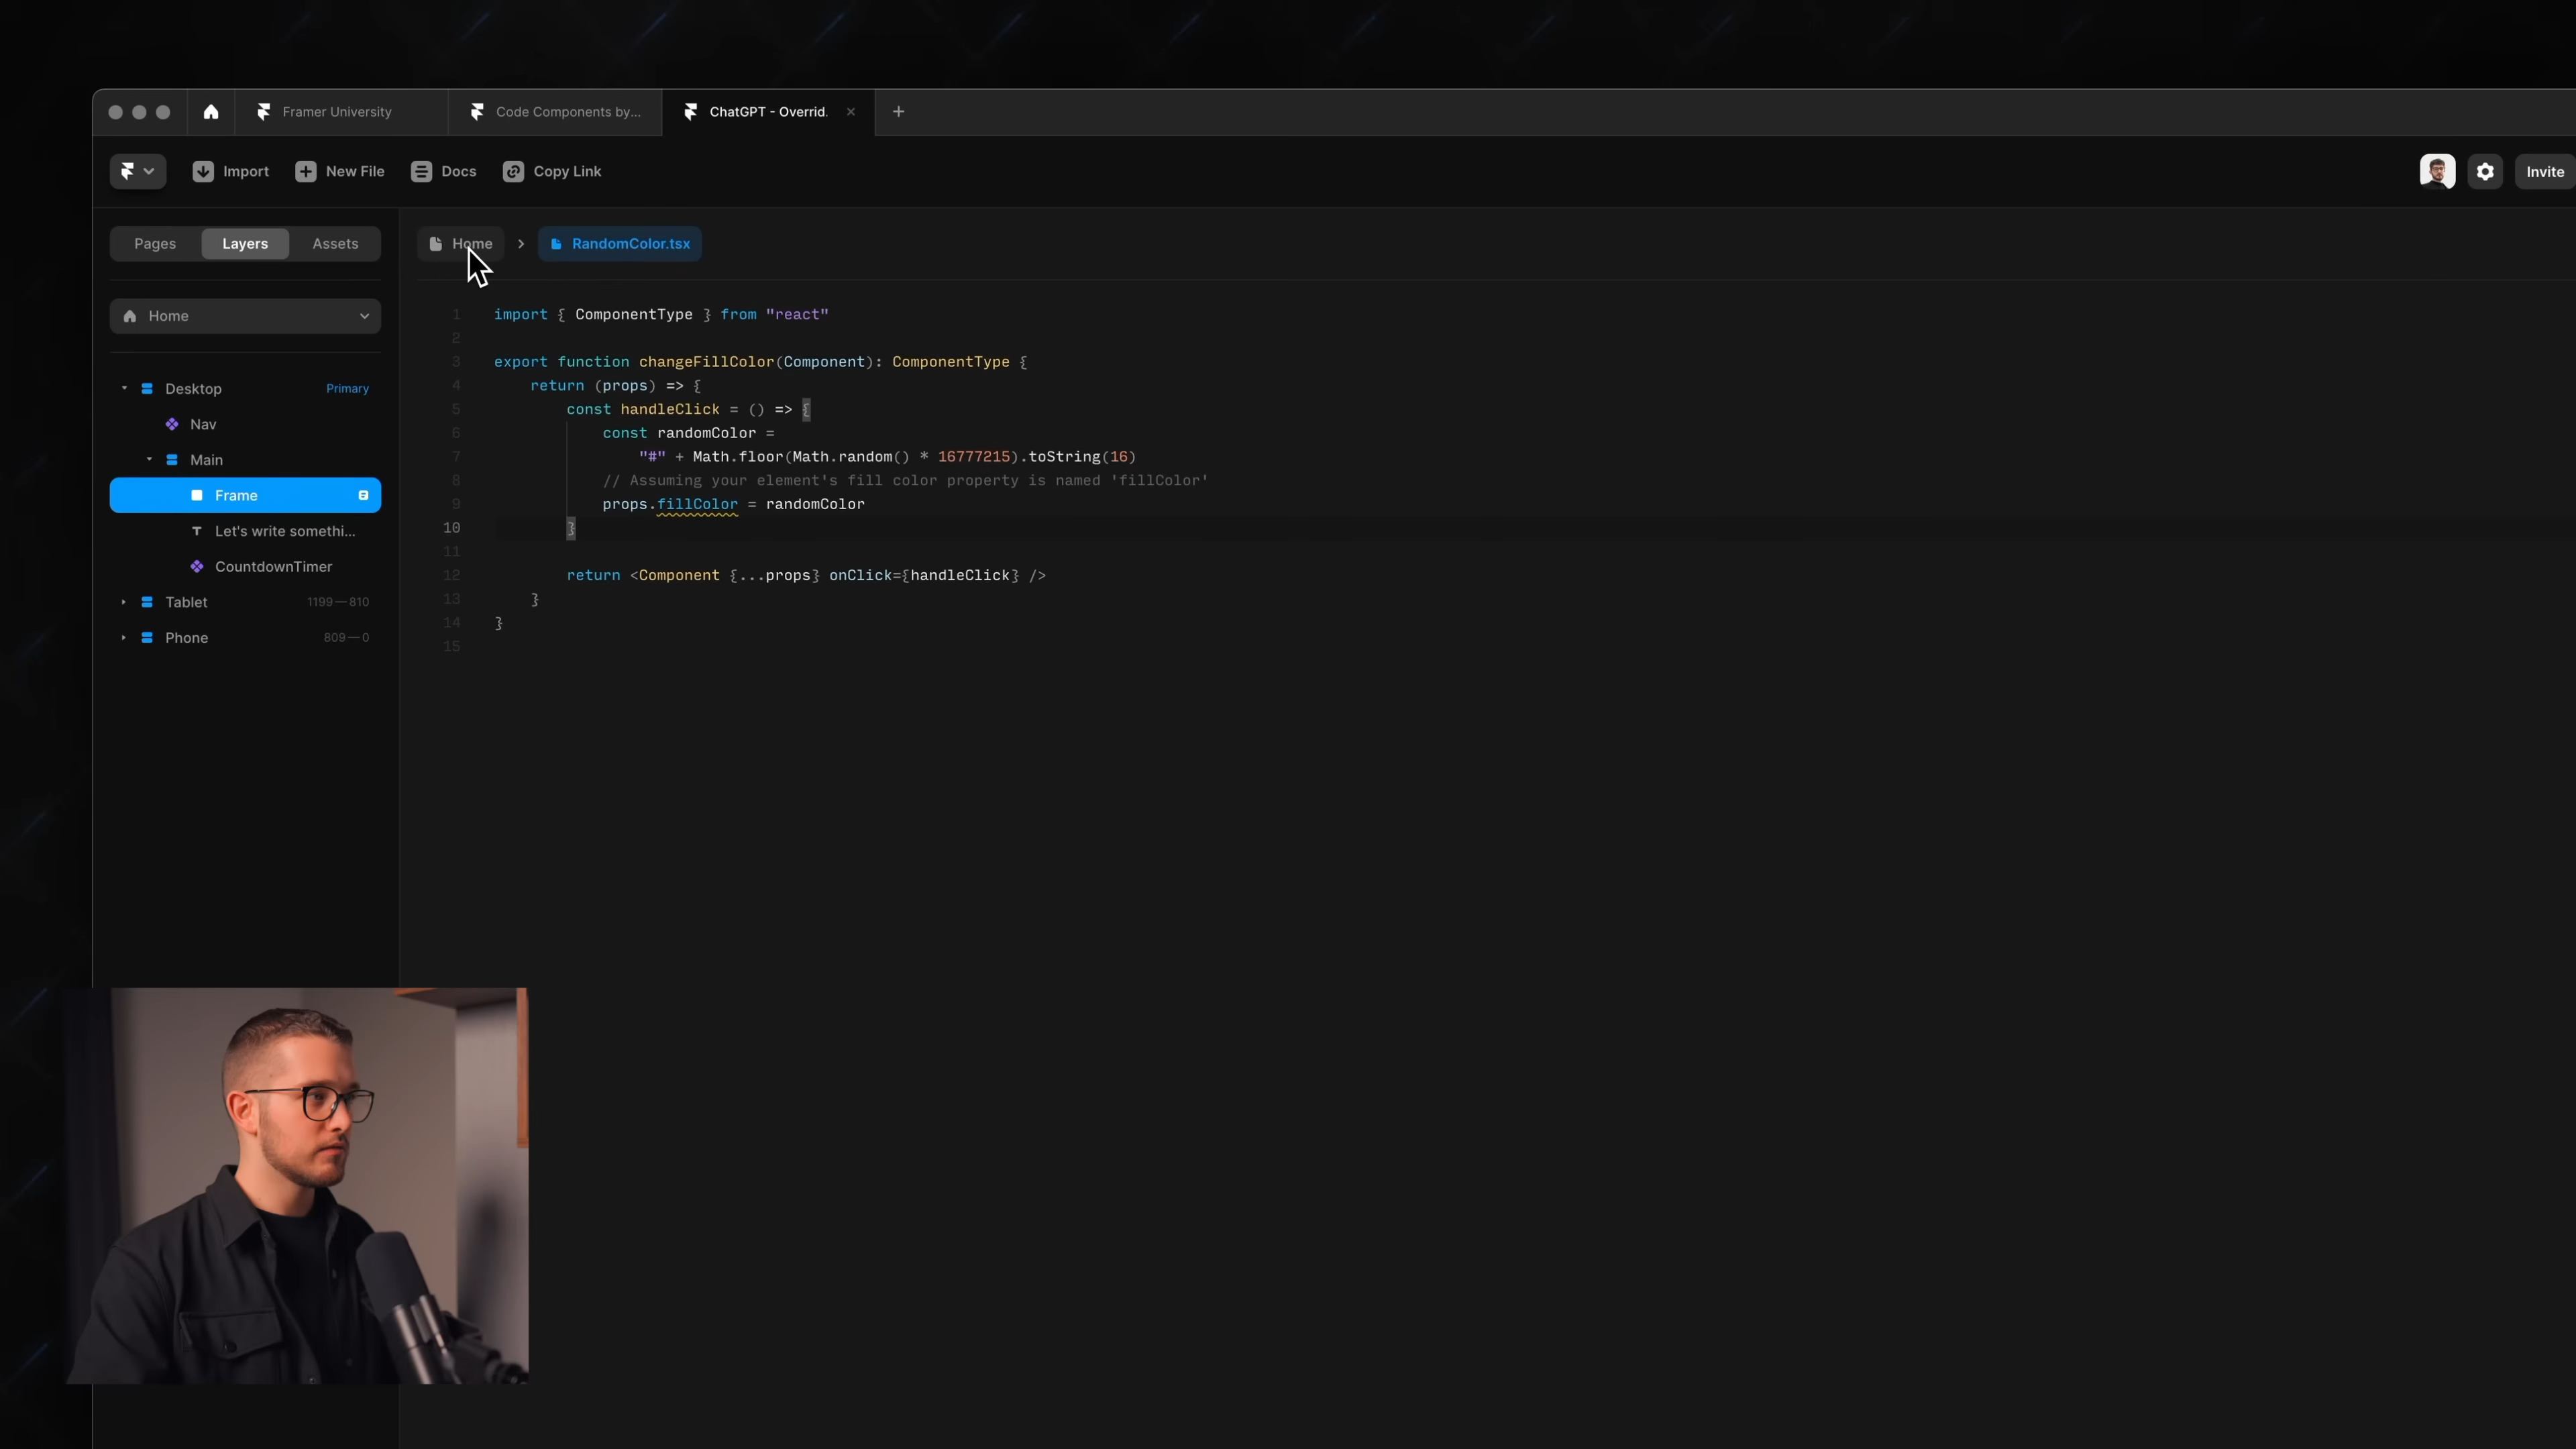 Framer University
Code Components by...
ChatGPT - Overrid.
Import
New File
Docs
Copy Link
Invite
Pages
Layers
Assets
Home
RandomColor.tsx
Home
Desktop
Primary
Nav
Main
Frame
Let's write somethi...
CountdownTimer
Tablet
1199—810
Phone
809—0
1 import { ComponentType } from "react"
2
3 export function changeFillColor(Component): ComponentType {
4 return (props) => {
5 const handleClick = () => {
6 const randomColor =
7 "#" + Math.floor(Math.random() * 16777215).toString(16)
8 // Assuming your element's fill color property is named 'fillColor'
9 props.fillColor = randomColor
10 }
11
12 return <Component {...props} onClick={handleClick} />
13 }
14 }
15